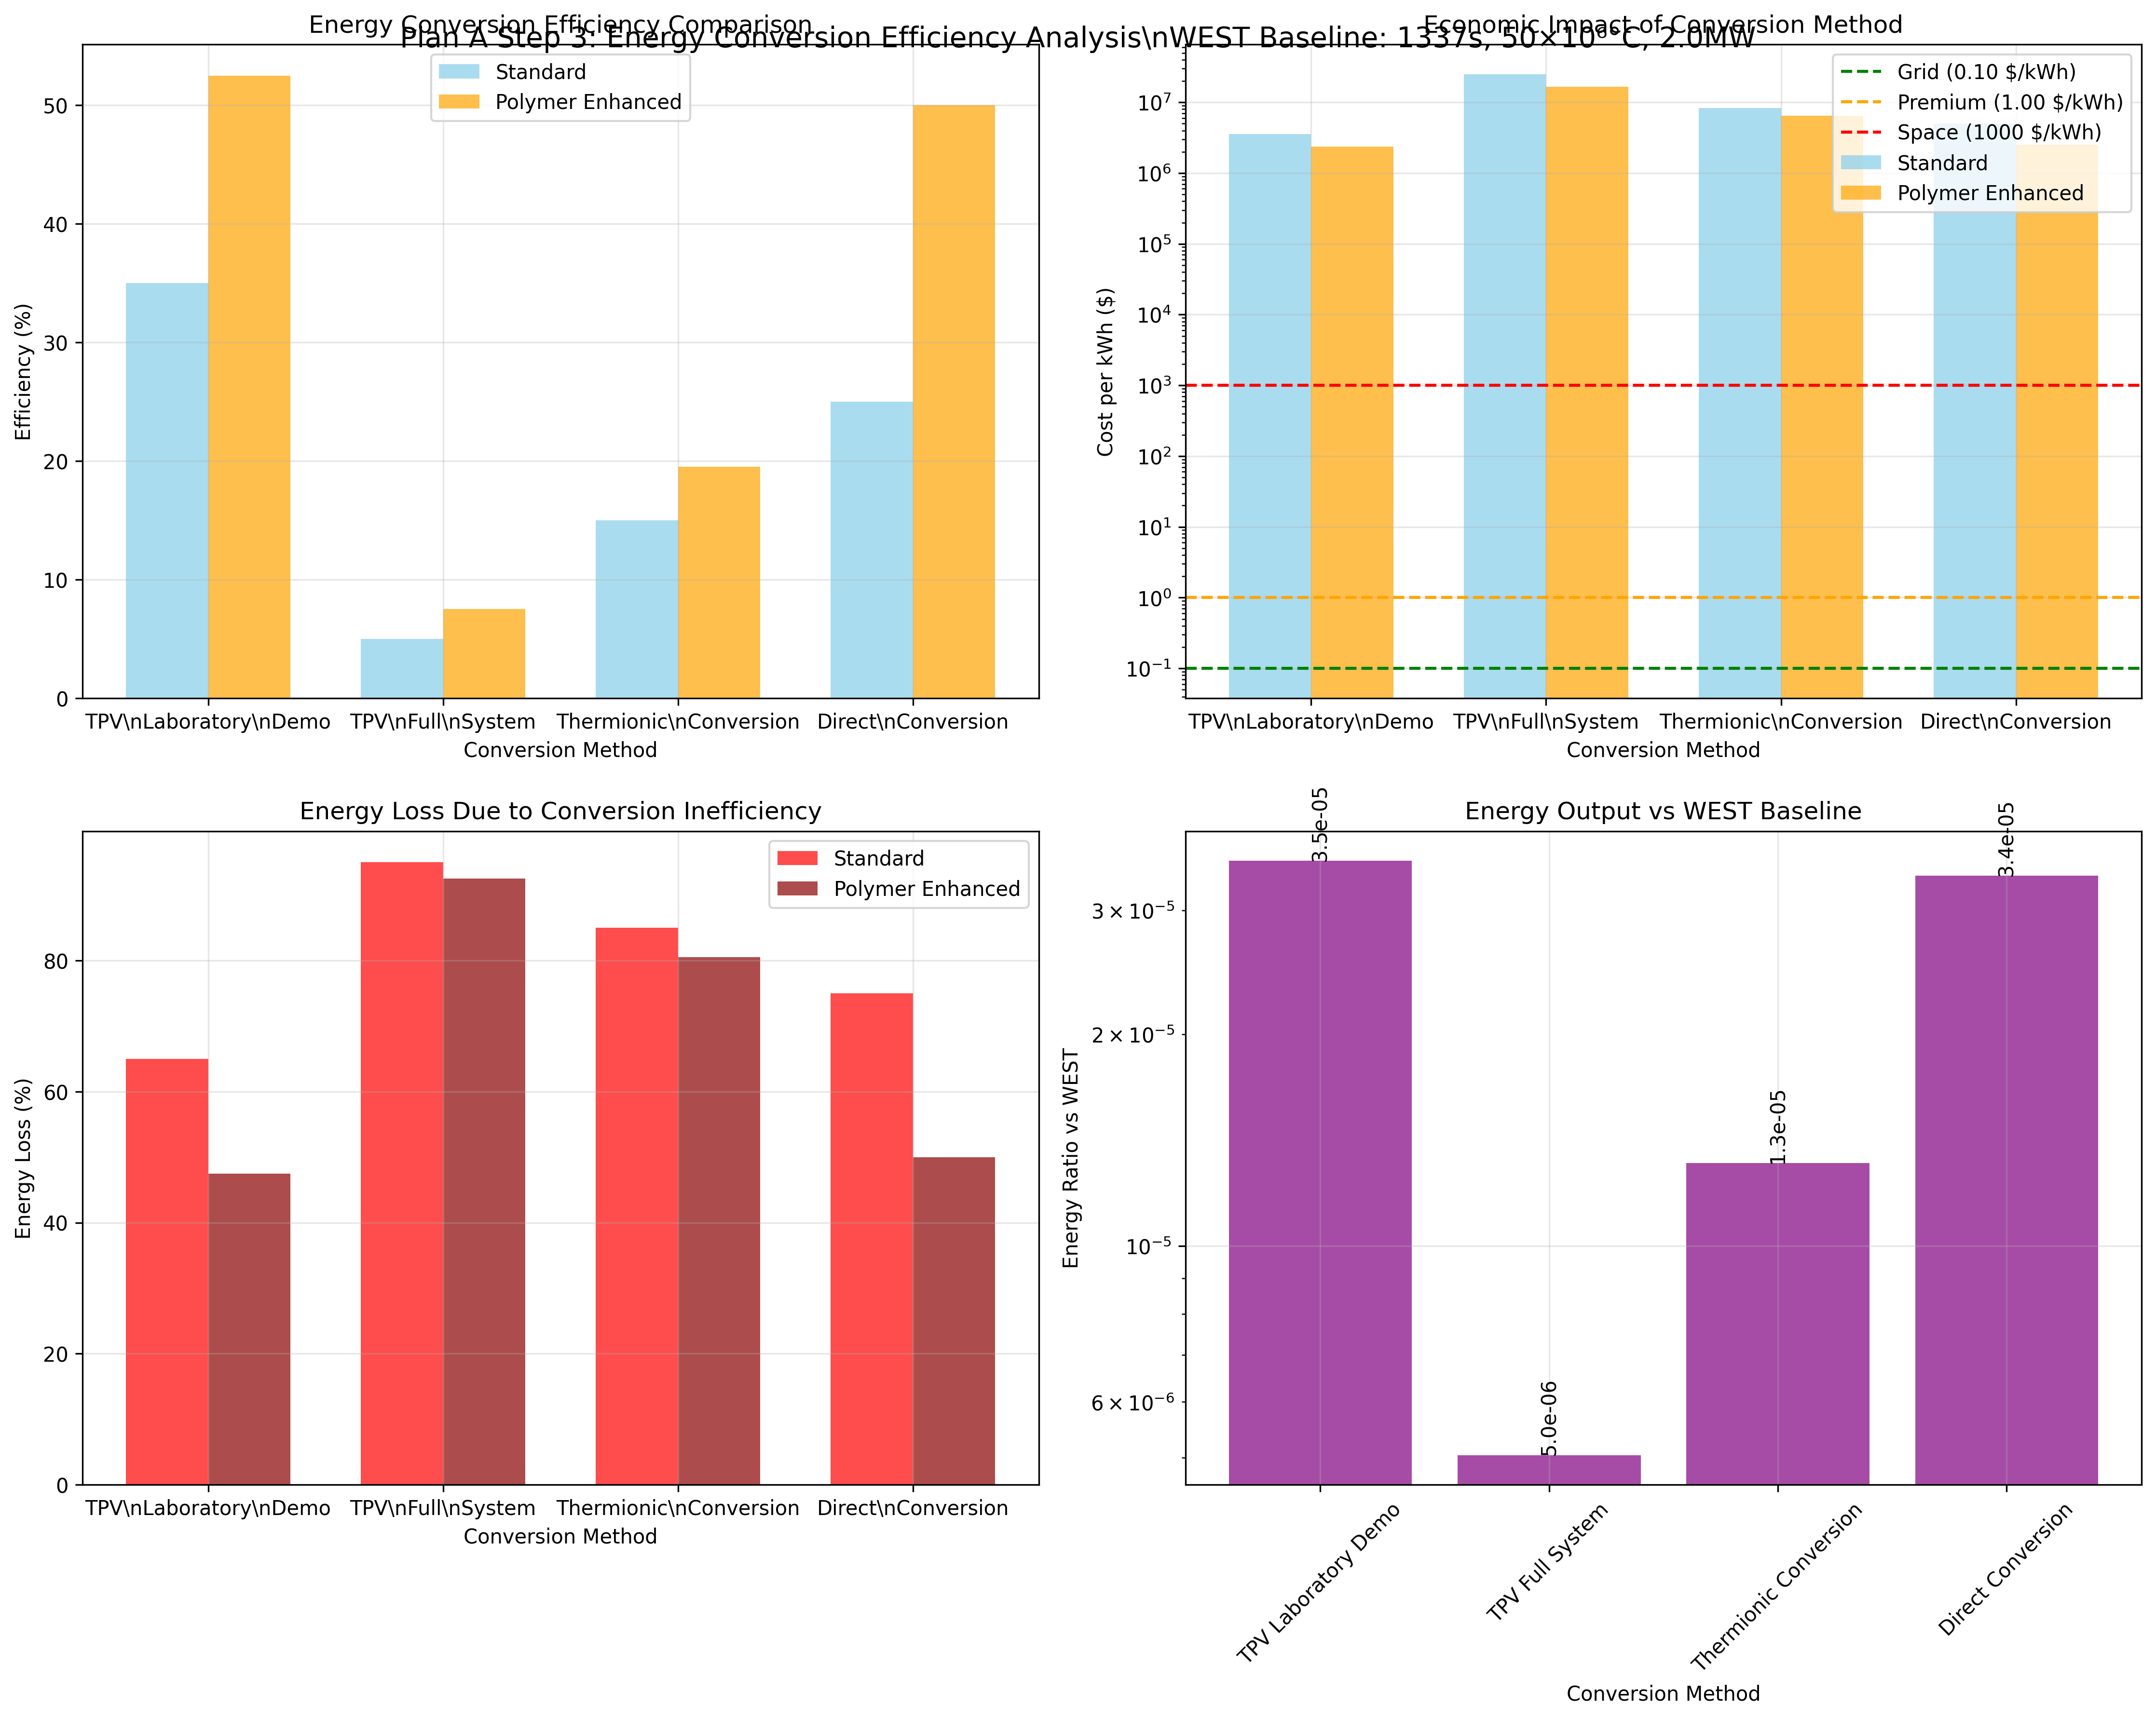 Energy Conversion Efficiency Comparison
Economic Impact of Conversion Method
Plan A Step 3: Energy Conversion Efficiency Analysis\nWEST Baseline: 1337s, 50×10⁶°C, 2.0MW
Standard
Polymer Enhanced
50
40
30
20
10
0
Efficiency (%)
TPV\nLaboratory\nDemo
TPV\nFull\nSystem
Thermionic\nConversion
Direct\nConversion
Conversion Method
Grid (0.10 $/kWh)
Premium (1.00 $/kWh)
Space (1000 $/kWh)
Standard
Polymer Enhanced
10⁷
10⁶
10⁵
10⁴
10³
10²
10¹
10⁰
10⁻¹
Cost per kWh ($)
TPV\nLaboratory\nDemo
TPV\nFull\nSystem
Thermionic\nConversion
Direct\nConversion
Conversion Method
Energy Loss Due to Conversion Inefficiency
Standard
Polymer Enhanced
80
60
40
20
0
Energy Loss (%)
TPV\nLaboratory\nDemo
TPV\nFull\nSystem
Thermionic\nConversion
Direct\nConversion
Conversion Method
Energy Output vs WEST Baseline
3.5e-05
5.0e-06
1.3e-05
3.4e-05
3 × 10⁻⁵
2 × 10⁻⁵
10⁻⁵
6 × 10⁻⁶
Energy Ratio vs WEST
TPV Laboratory Demo
TPV Full System
Thermionic Conversion
Direct Conversion
Conversion Method